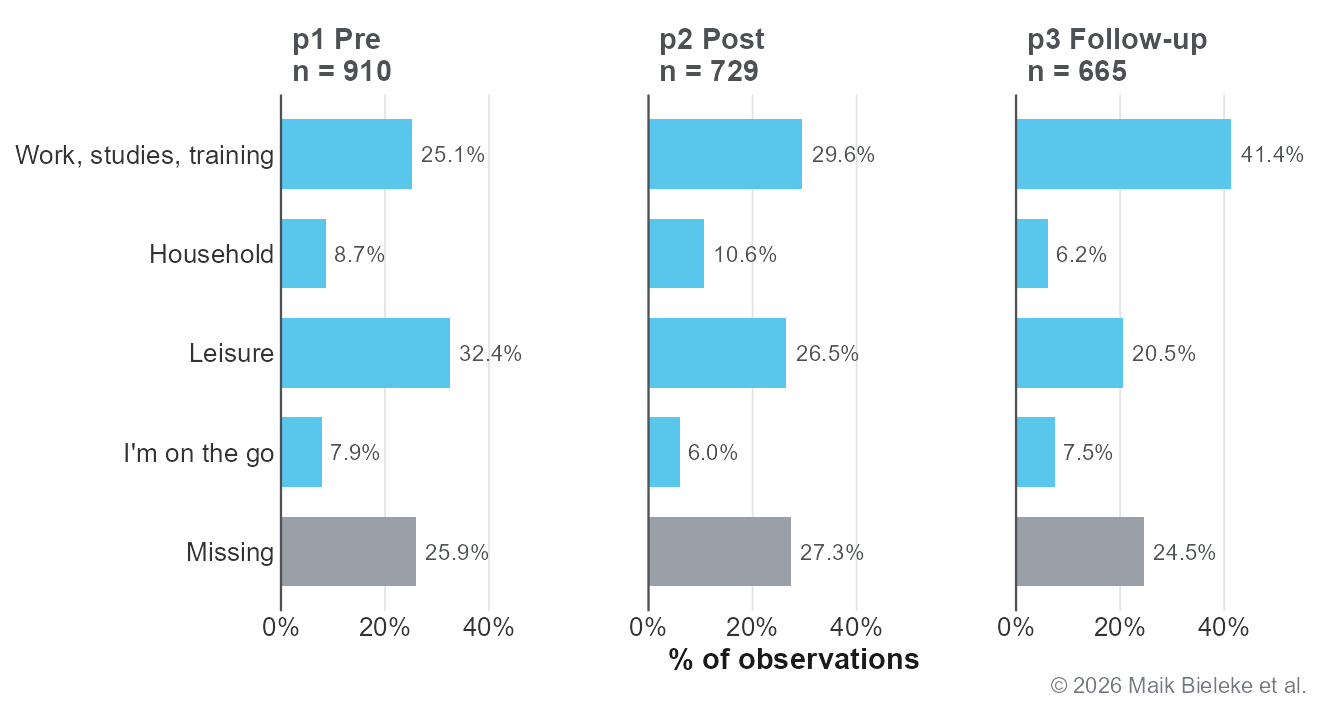 p1 Pre
n = 910
p2 Post
n = 729
p3 Follow-up
n = 665
Work, studies, training
25.1%
29.6%
41.4%
Household
8.7%
10.6%
6.2%
Leisure
32.4%
26.5%
20.5%
I'm on the go
7.9%
6.0%
7.5%
Missing
25.9%
27.3%
24.5%
0% 20% 40%
0% 20% 40%
0% 20% 40%
% of observations
© 2026 Maik Bieleke et al.